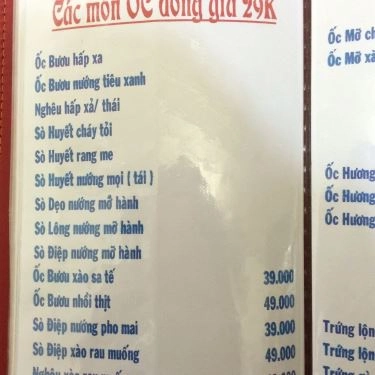 Các món ỐC đồng giá 29K
Ốc Bươu hấp xả
Ốc Bươu nướng tiêu xanh
Nghêu hấp xả/ thái
Sò Huyết cháy tỏi
Sò Huyết rang me
Sò Huyết nướng mọi ( tái )
Sò Dẹo nướng mỡ hành
Sò Lông nướng mỡ hành
Sò Điệp nướng mỡ hành
Ốc Bươu xào sa tế 39.000
Ốc Bươu nhồi thịt 49.000
Sò Điệp nướng pho mai 39.000
Sò Điệp xào rau muống 49.000
Nghêu xào rau
Ốc Mỡ
Ốc Mỡ
Ốc Hương
Ốc Hương
Ốc Hương
Trứng lộn
Trứng lộn
Trứng